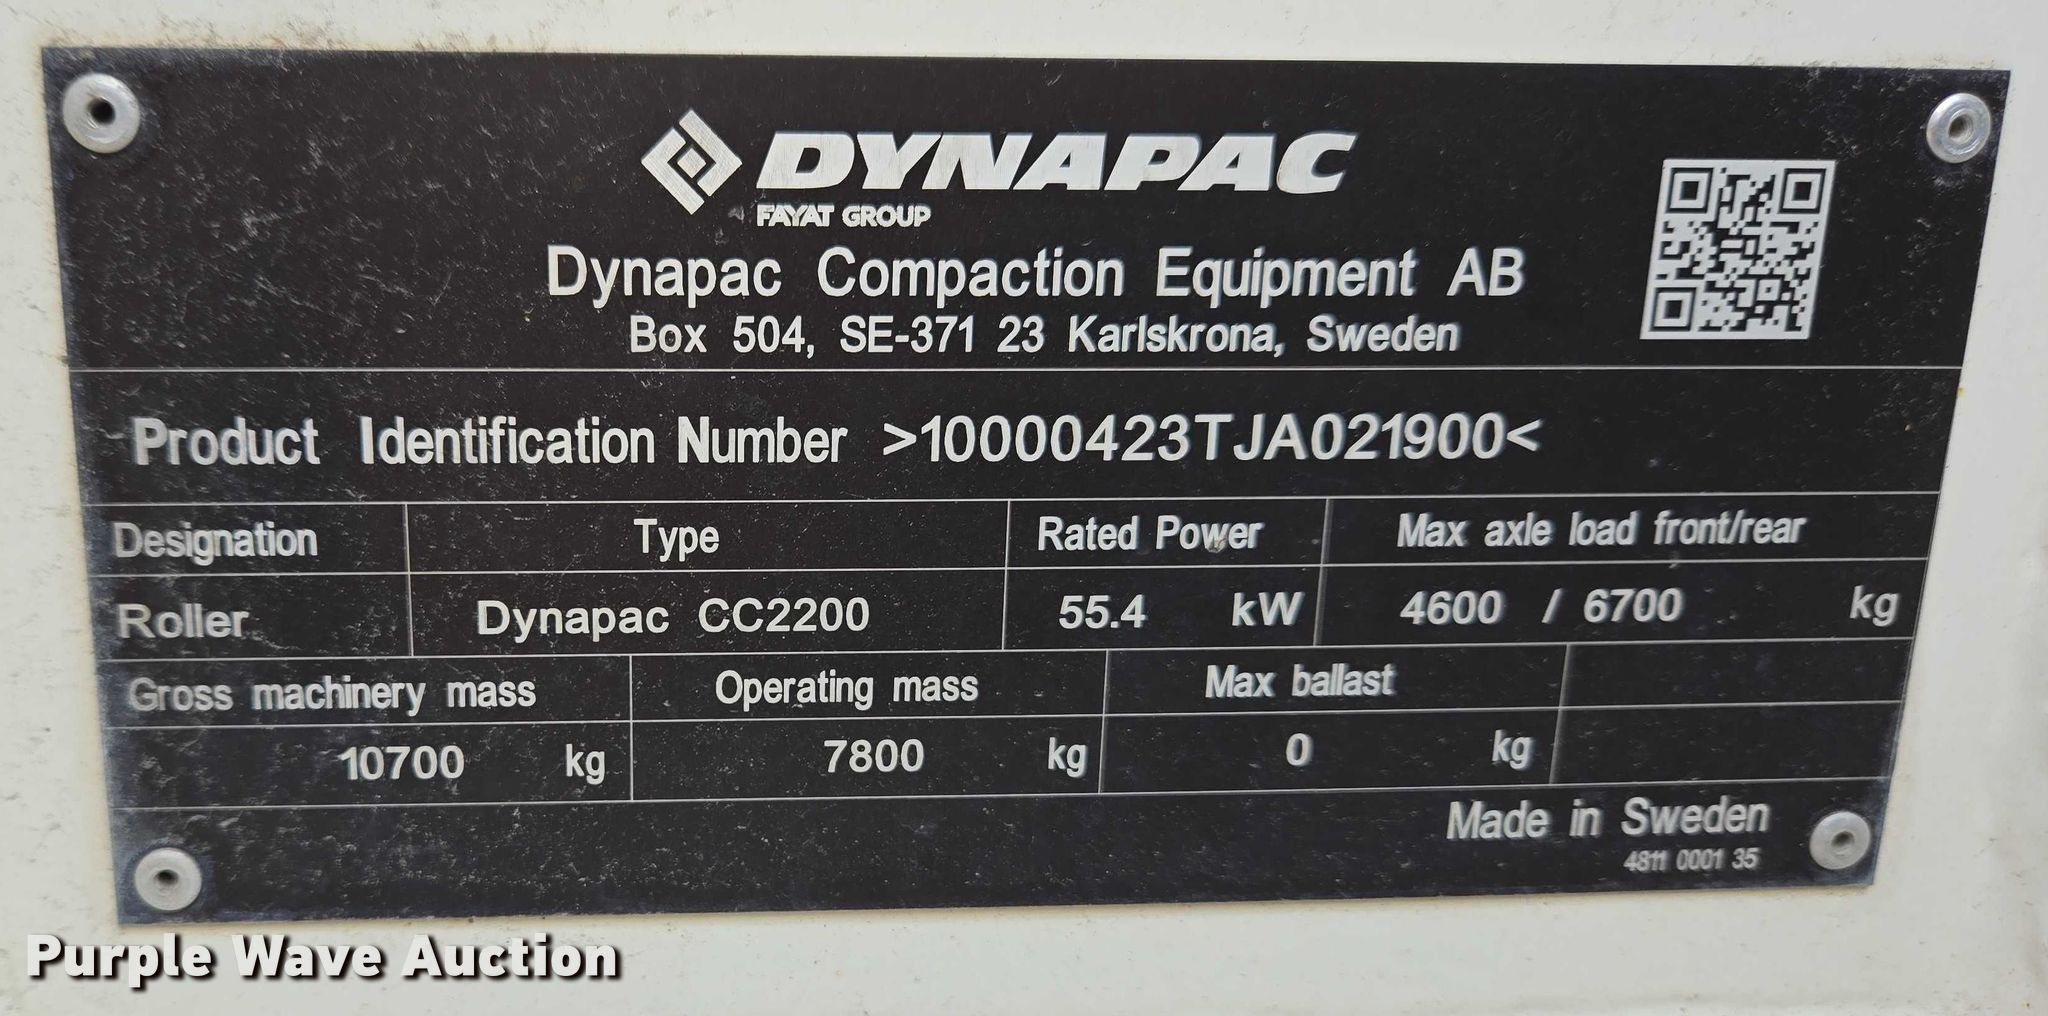 DYNAPAC
FAYAT GROUP
Dynapac Compaction Equipment AB
Box 504, SE-371 23 Karlskrona, Sweden
Product Identification Number >10000423TJA021900<
Designation Type Rated Power Max axle load front/rear
Roller Dynapac CC2200 55.4 kW 4600 / 6700 kg
Gross machinery mass Operating mass Max ballast
10700 kg 7800 kg 0 kg
Made in Sweden
4811 0001 35
Purple Wave Auction